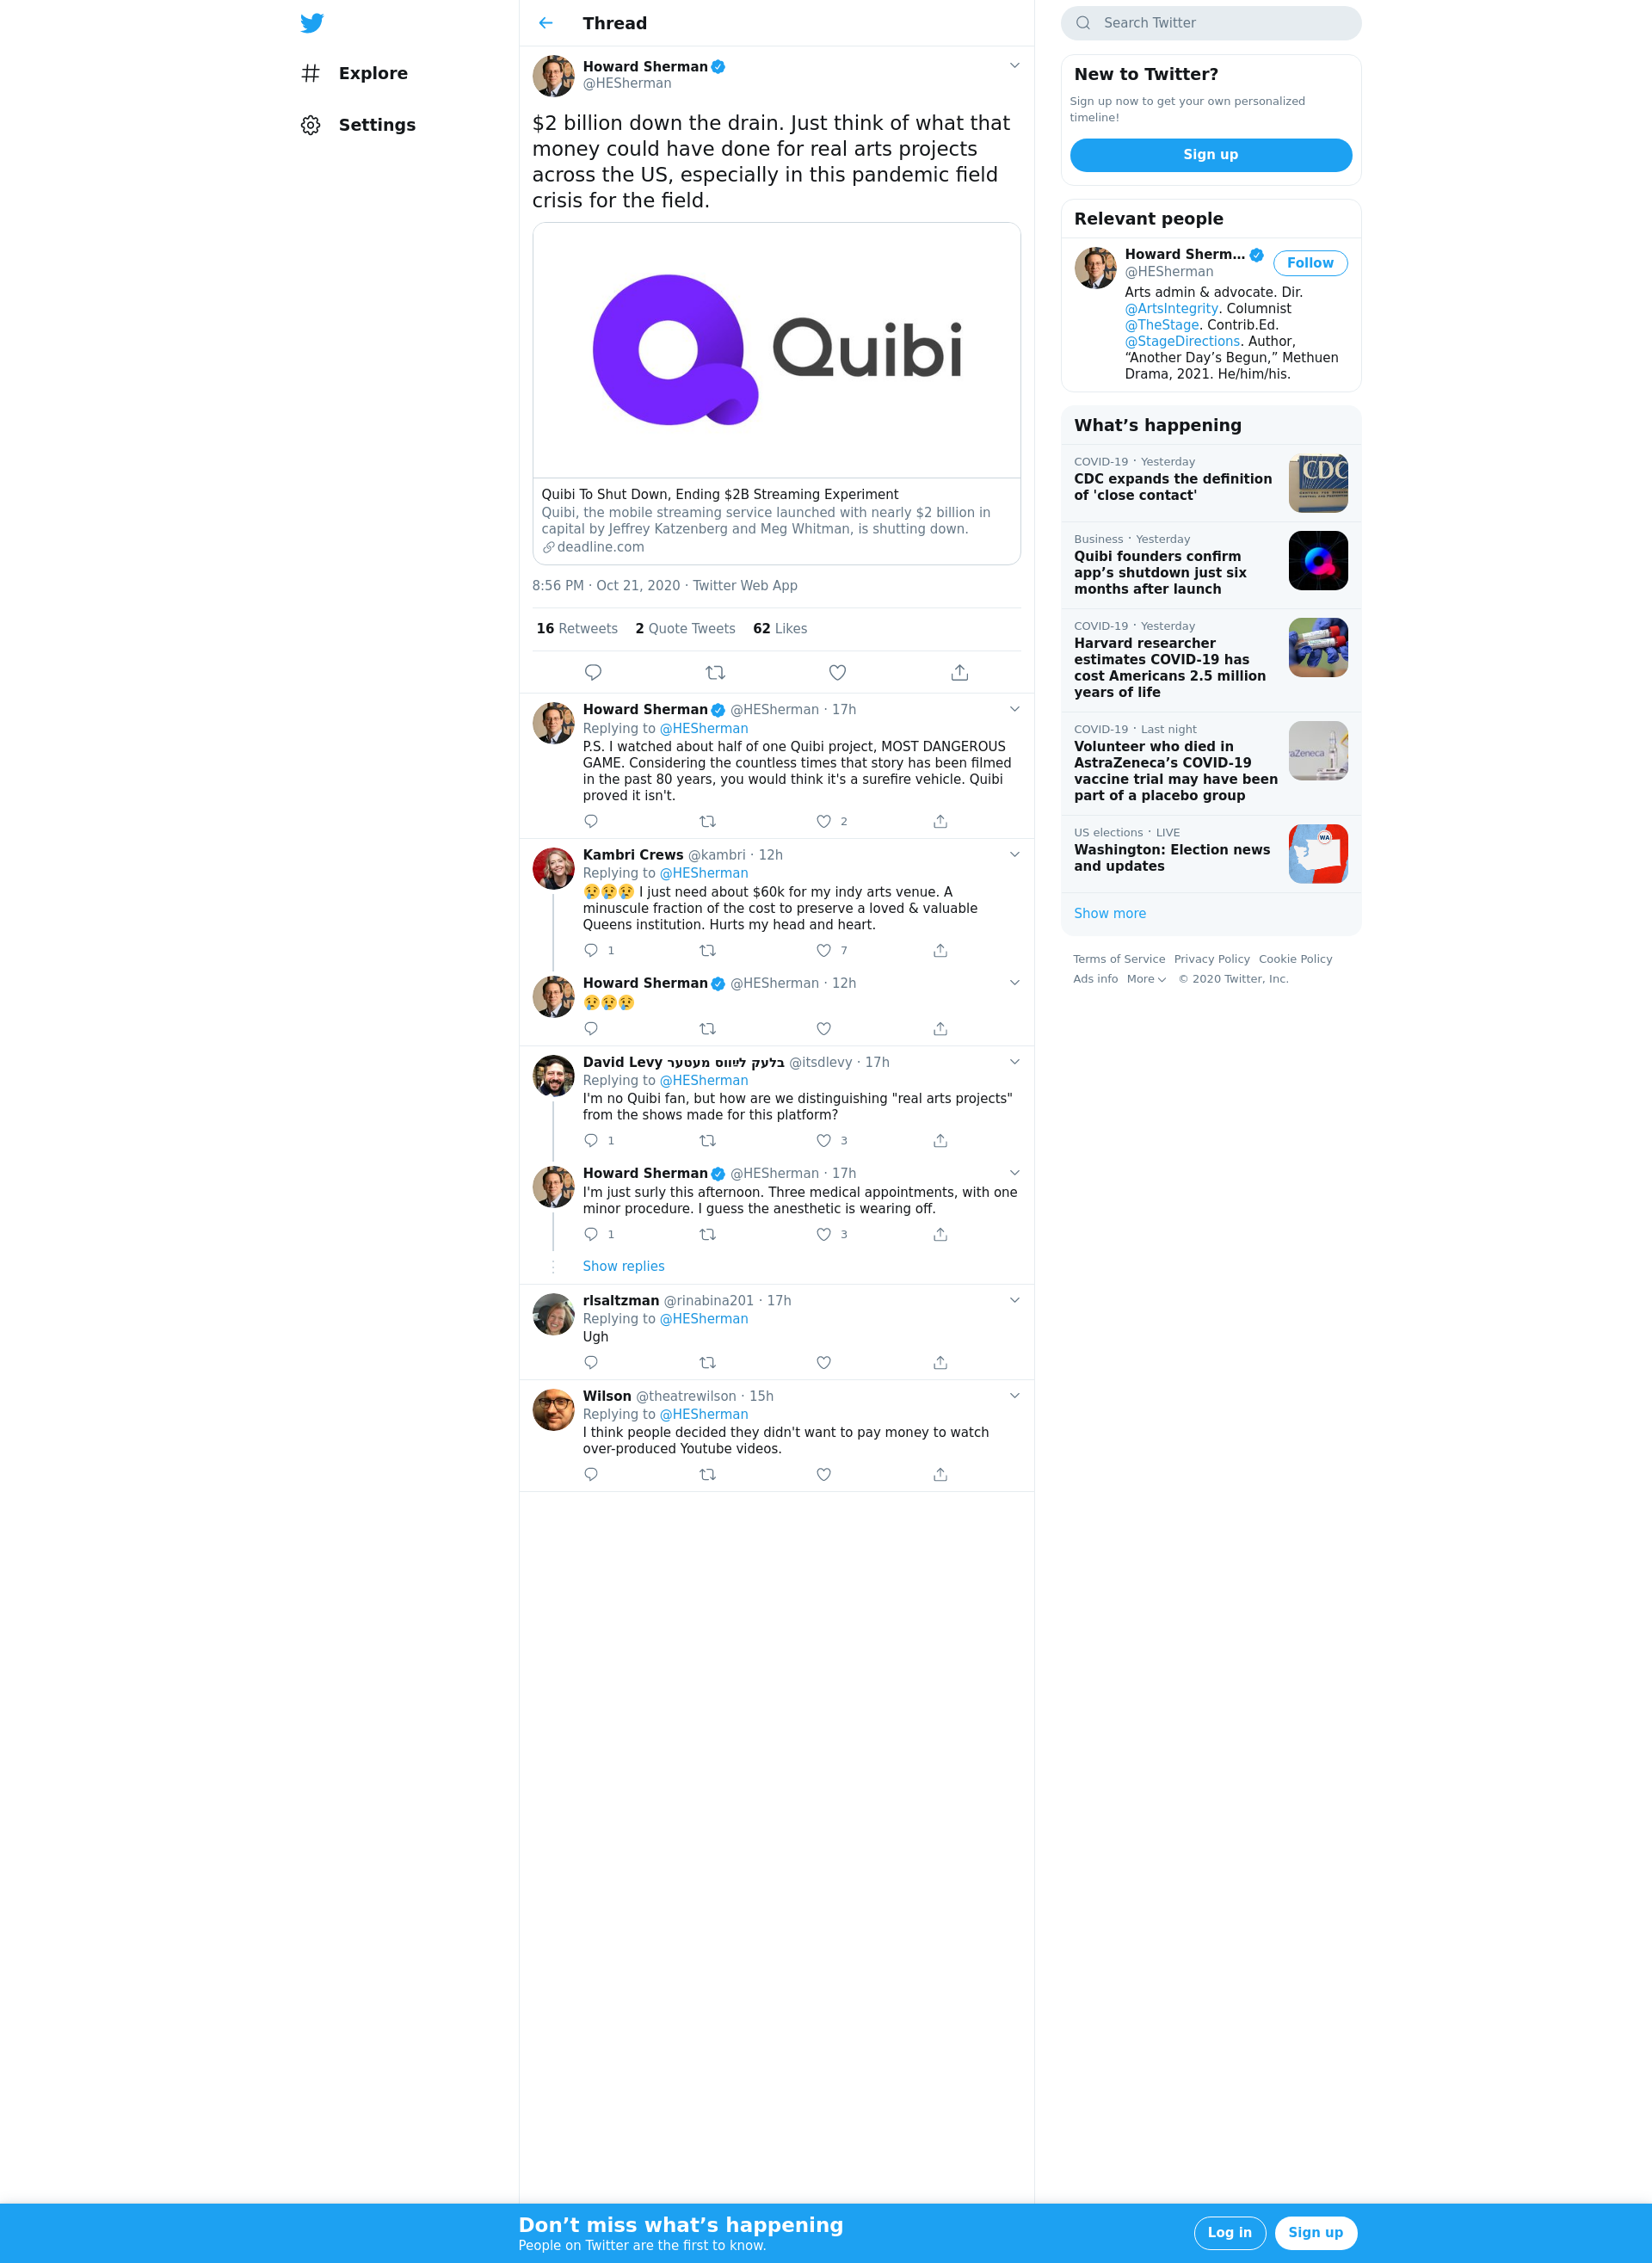 Explore
Settings
Thread
Howard Sherman
@HESherman
$2 billion down the drain. Just think of what that
money could have done for real arts projects
across the US, especially in this pandemic field
crisis for the field.
Quibi
Quibi To Shut Down, Ending $2B Streaming Experiment
Quibi, the mobile streaming service launched with nearly $2 billion in
capital by Jeffrey Katzenberg and Meg Whitman, is shutting down.
deadline.com
8:56 PM · Oct 21, 2020 · Twitter Web App
16 Retweets 2 Quote Tweets 62 Likes
Howard Sherman @HESherman · 17h
Replying to @HESherman
P.S. I watched about half of one Quibi project, MOST DANGEROUS
GAME. Considering the countless times that story has been filmed
in the past 80 years, you would think it's a surefire vehicle. Quibi
proved it isn't.
2
Kambri Crews @kambri · 12h
Replying to @HESherman
😢😢😢 I just need about $60k for my indy arts venue. A
minuscule fraction of the cost to preserve a loved & valuable
Queens institution. Hurts my head and heart.
1 7
Howard Sherman @HESherman · 12h
😢😢😢
David Levy בלעק לײַווס מעטער @itsdlevy · 17h
Replying to @HESherman
I'm no Quibi fan, but how are we distinguishing "real arts projects"
from the shows made for this platform?
1 3
Howard Sherman @HESherman · 17h
I'm just surly this afternoon. Three medical appointments, with one
minor procedure. I guess the anesthetic is wearing off.
1 3
Show replies
rlsaltzman @rinabina201 · 17h
Replying to @HESherman
Ugh
Wilson @theatrewilson · 15h
Replying to @HESherman
I think people decided they didn't want to pay money to watch
over-produced Youtube videos.
Search Twitter
New to Twitter?
Sign up now to get your own personalized
timeline!
Sign up
Relevant people
Howard Sherm...
@HESherman
Follow
Arts admin & advocate. Dir.
@ArtsIntegrity. Columnist
@TheStage. Contrib.Ed.
@StageDirections. Author,
“Another Day’s Begun,” Methuen
Drama, 2021. He/him/his.
What’s happening
COVID-19 · Yesterday
CDC expands the definition
of 'close contact'
CDC
Business · Yesterday
Quibi founders confirm
app’s shutdown just six
months after launch
COVID-19 · Yesterday
Harvard researcher
estimates COVID-19 has
cost Americans 2.5 million
years of life
COVID-19 · Last night
Volunteer who died in
AstraZeneca’s COVID-19
vaccine trial may have been
part of a placebo group
raZeneca
US elections · LIVE
Washington: Election news
and updates
WA
Show more
Terms of Service Privacy Policy Cookie Policy
Ads info More © 2020 Twitter, Inc.
Don’t miss what’s happening
People on Twitter are the first to know.
Log in
Sign up